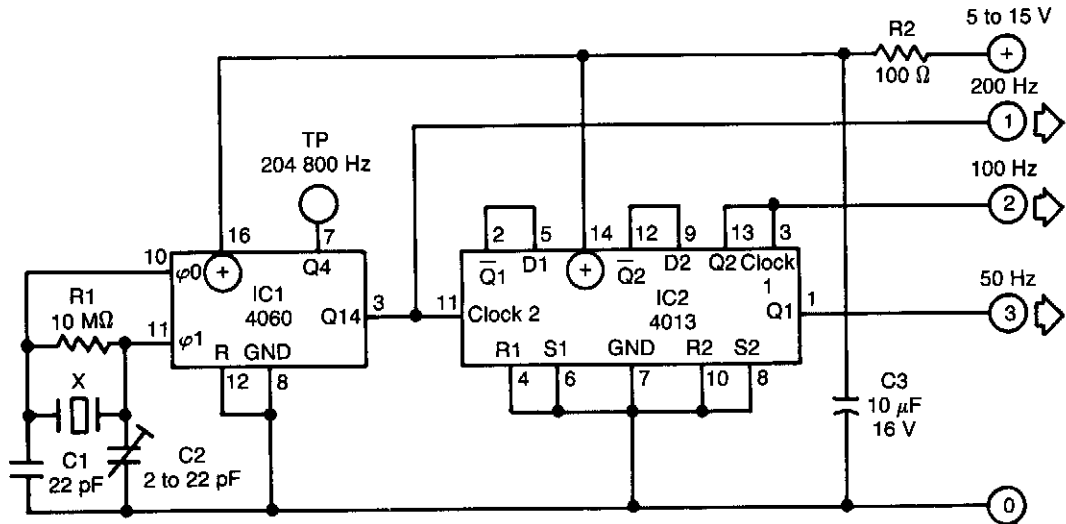 5 to 15 V
R2
+
100 Ω
200 Hz
1
TP
204 800 Hz
100 Hz
2
16
7
2
5
14
12
9
13
3
10
φ0
+
Q4
Q̅1
D1
+
Q̅2
D2
Q2
Clock
1
R1
10 MΩ
IC1
4060
3
11
IC2
4013
50 Hz
11
φ1
Q14
Clock 2
Q1
1
3
R
GND
R1
S1
GND
R2
S2
X
12
8
4
6
7
10
8
C3
10 μF
16 V
C1
22 pF
C2
2 to 22 pF
0